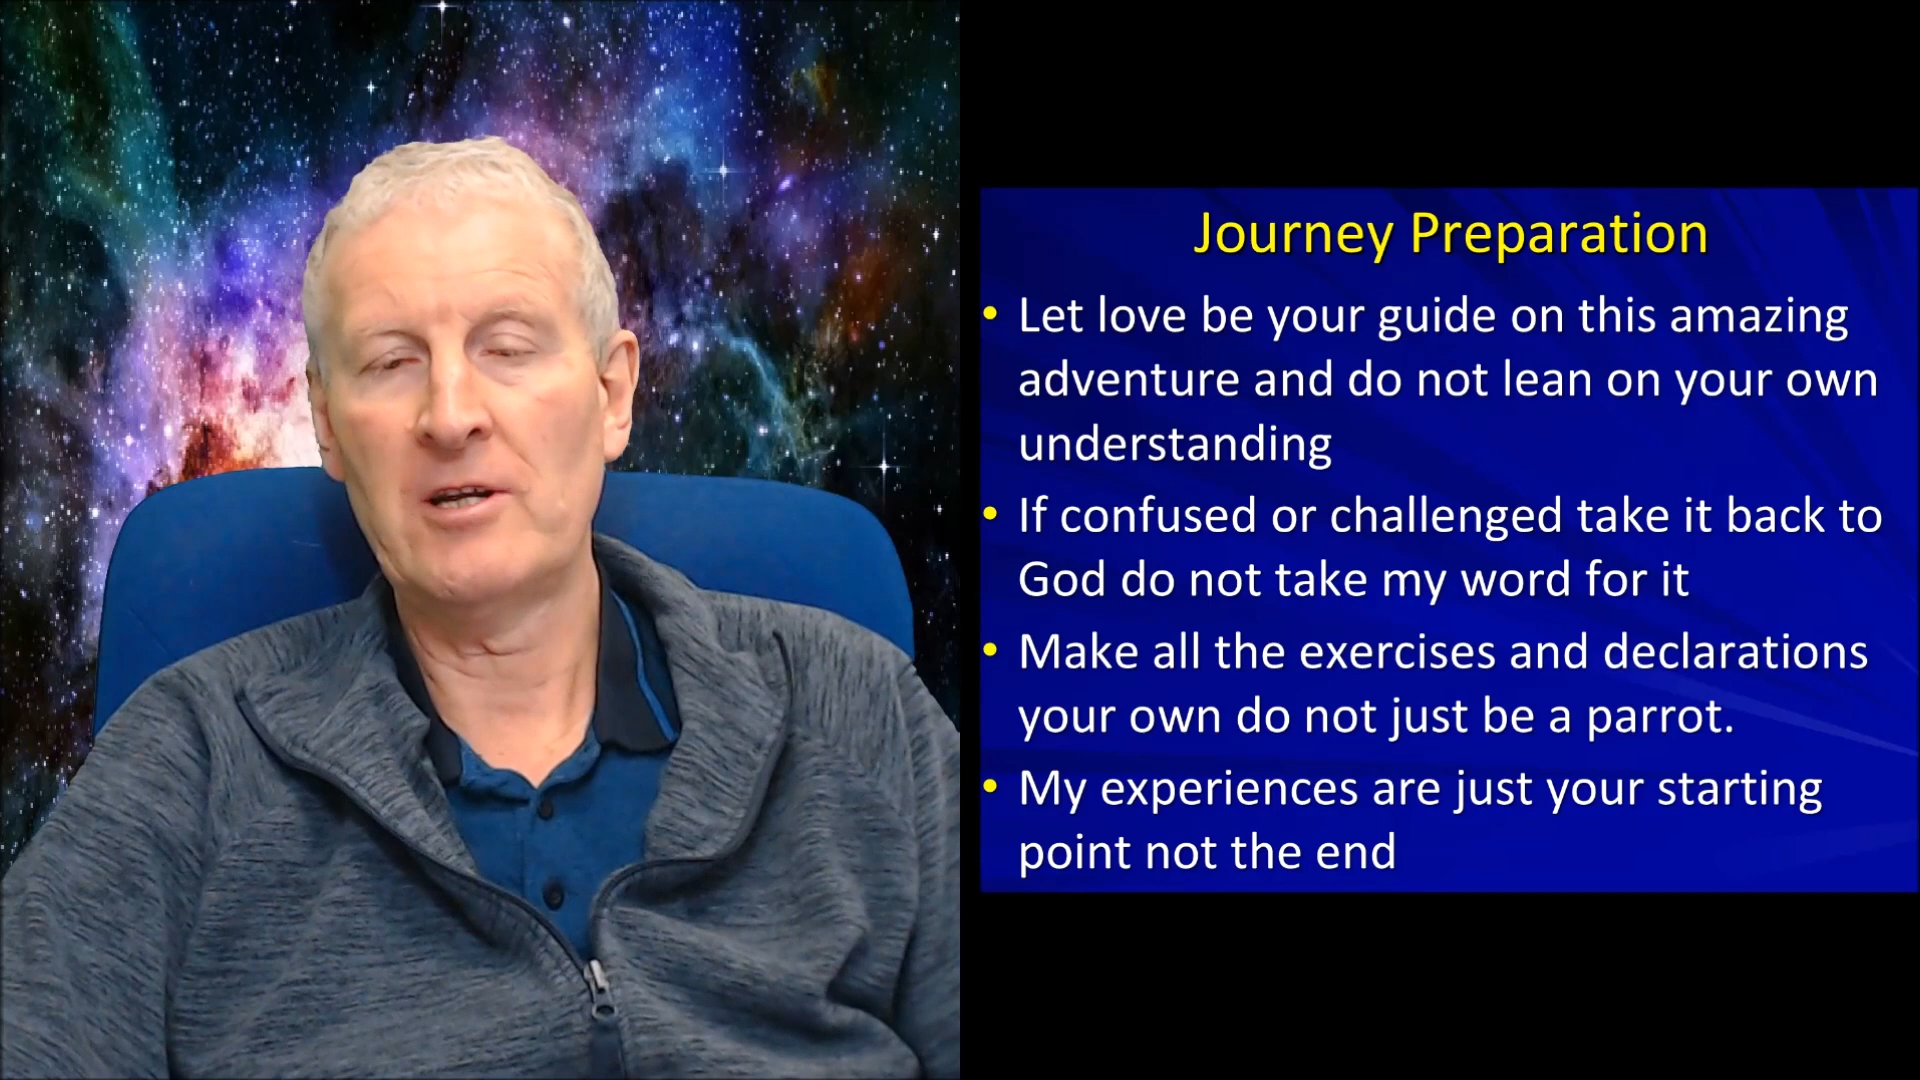 Journey Preparation
• Let love be your guide on this amazing
adventure and do not lean on your own
understanding
• If confused or challenged take it back to
God do not take my word for it
• Make all the exercises and declarations
your own do not just be a parrot.
• My experiences are just your starting
point not the end